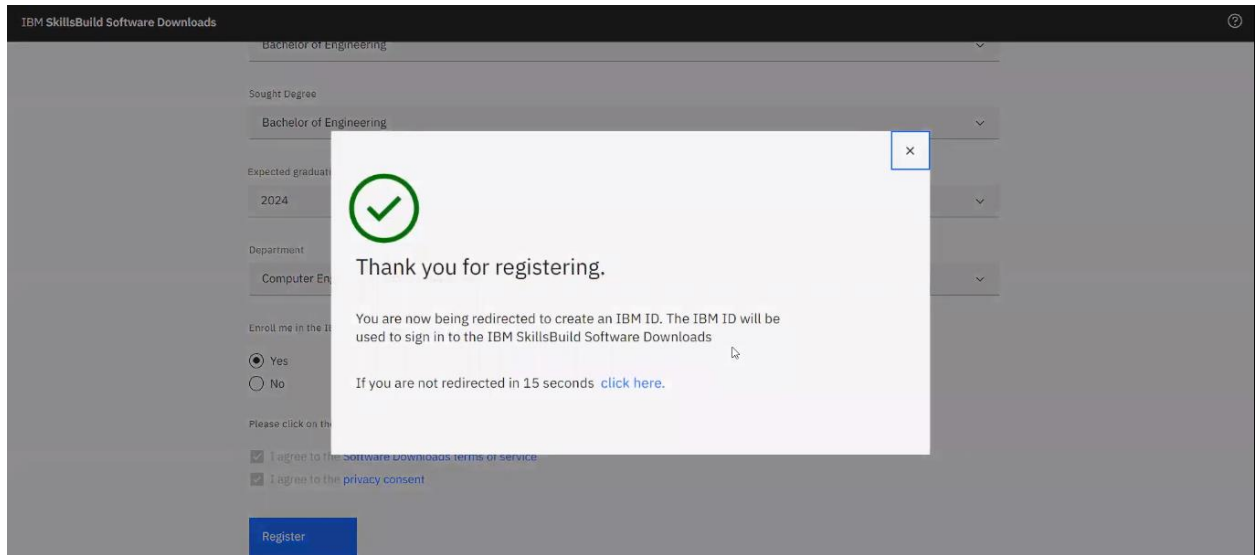 IBM SkillsBuild Software Downloads
Bachelor of Engineering
Sought Degree
Bachelor of Engineering
Expected graduati
2024
Department
Computer En
Enroll me in the I
Yes
No
Please click on th
I agree to the Software Downloads terms of service
I agree to the privacy consent
Register
Thank you for registering.
You are now being redirected to create an IBM ID. The IBM ID will be
used to sign in to the IBM SkillsBuild Software Downloads
If you are not redirected in 15 seconds click here.